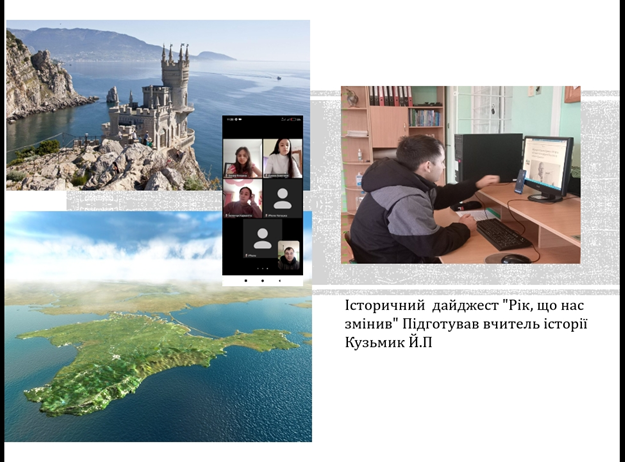 Історичний дайджест "Рік, що нас
змінив" Підготував вчитель історії
Кузьмик Й.П